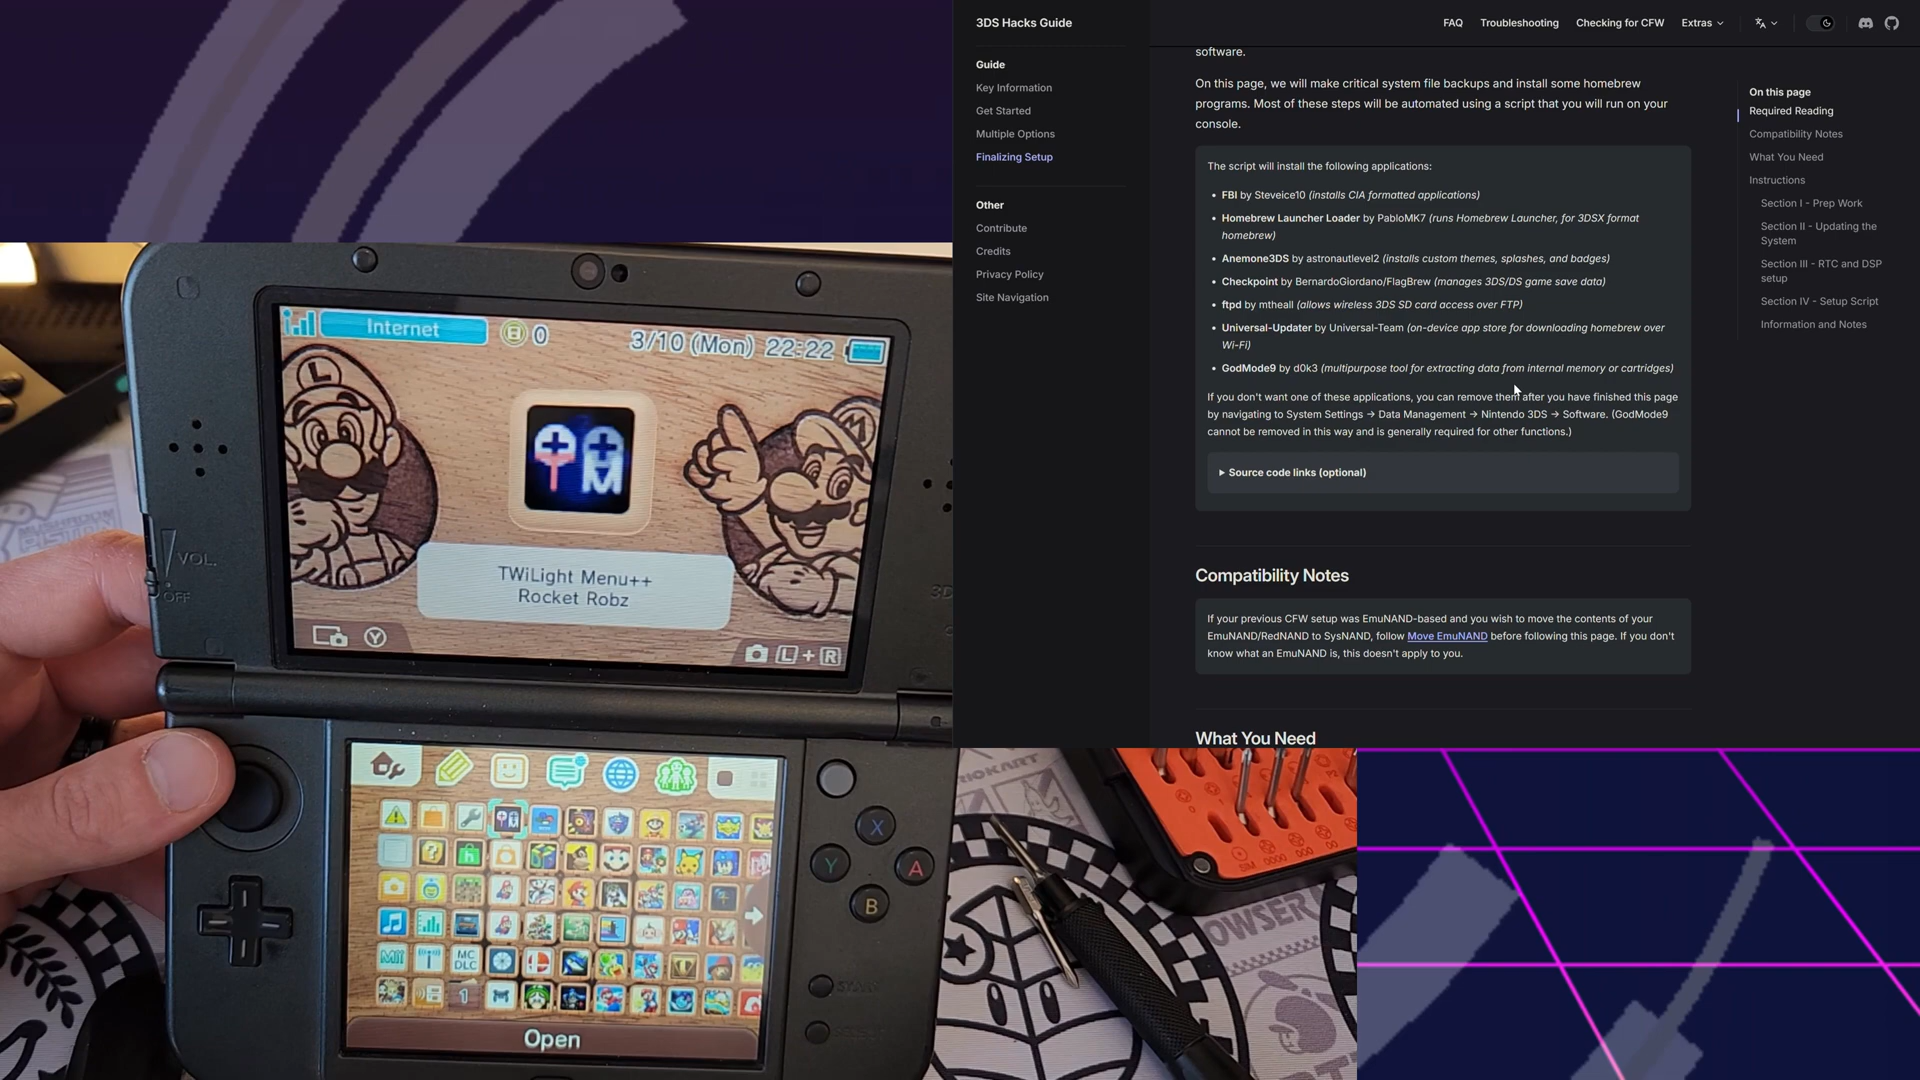 3DS Hacks Guide
FAQ
Troubleshooting
Checking for CFW
Extras
Guide
Key Information
Get Started
Multiple Options
Finalizing Setup
Other
Contribute
Credits
Privacy Policy
Site Navigation
software.
On this page, we will make critical system file backups and install some homebrew
programs. Most of these steps will be automated using a script that you will run on your
console.
The script will install the following applications:
• FBI by Steveice10 (installs CIA formatted applications)
• Homebrew Launcher Loader by PabloMK7 (runs Homebrew Launcher, for 3DSX format
homebrew)
• Anemone3DS by astronautlevel2 (installs custom themes, splashes, and badges)
• Checkpoint by BernardoGiordano/FlagBrew (manages 3DS/DS game save data)
• ftpd by mtheall (allows wireless 3DS SD card access over FTP)
• Universal-Updater by Universal-Team (on-device app store for downloading homebrew over
Wi-Fi)
• GodMode9 by d0k3 (multipurpose tool for extracting data from internal memory or cartridges)
If you don't want one of these applications, you can remove them after you have finished this page
by navigating to System Settings → Data Management → Nintendo 3DS → Software. (GodMode9
cannot be removed in this way and is generally required for other functions.)
Source code links (optional)
Compatibility Notes
If your previous CFW setup was EmuNAND-based and you wish to move the contents of your
EmuNAND/RedNAND to SysNAND, follow Move EmuNAND before following this page. If you don't
know what an EmuNAND is, this doesn't apply to you.
What You Need
On this page
Required Reading
Compatibility Notes
What You Need
Instructions
Section I - Prep Work
Section II - Updating the
System
Section III - RTC and DSP
setup
Section IV - Setup Script
Information and Notes
Internet
0
3/10 (Mon) 22:22
L
M
TWiLight Menu++
Rocket Robz
Y
L+R
VOL.
OFF
3D
MC
DLC
1
Open
X
Y
A
B
START
BOWSER